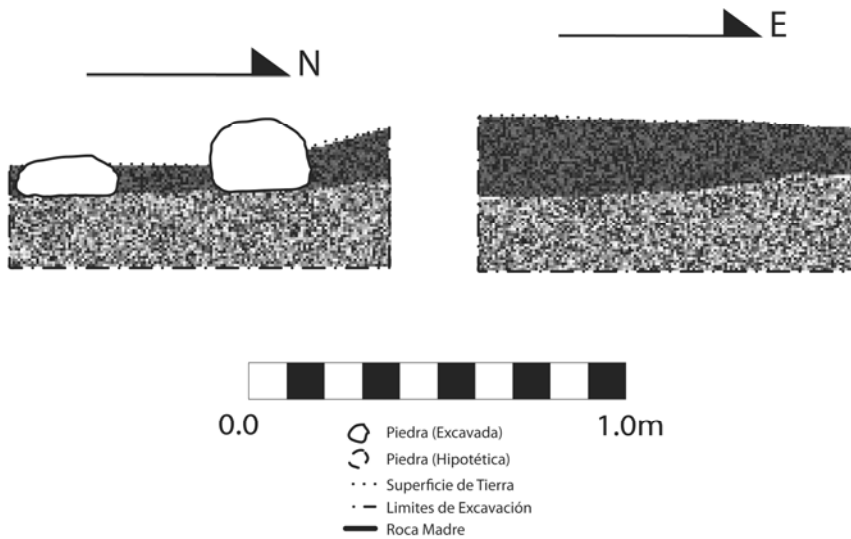 N
E
0.0
1.0m
Piedra (Excavada)
Piedra (Hipotética)
Superficie de Tierra
Limites de Excavación
Roca Madre